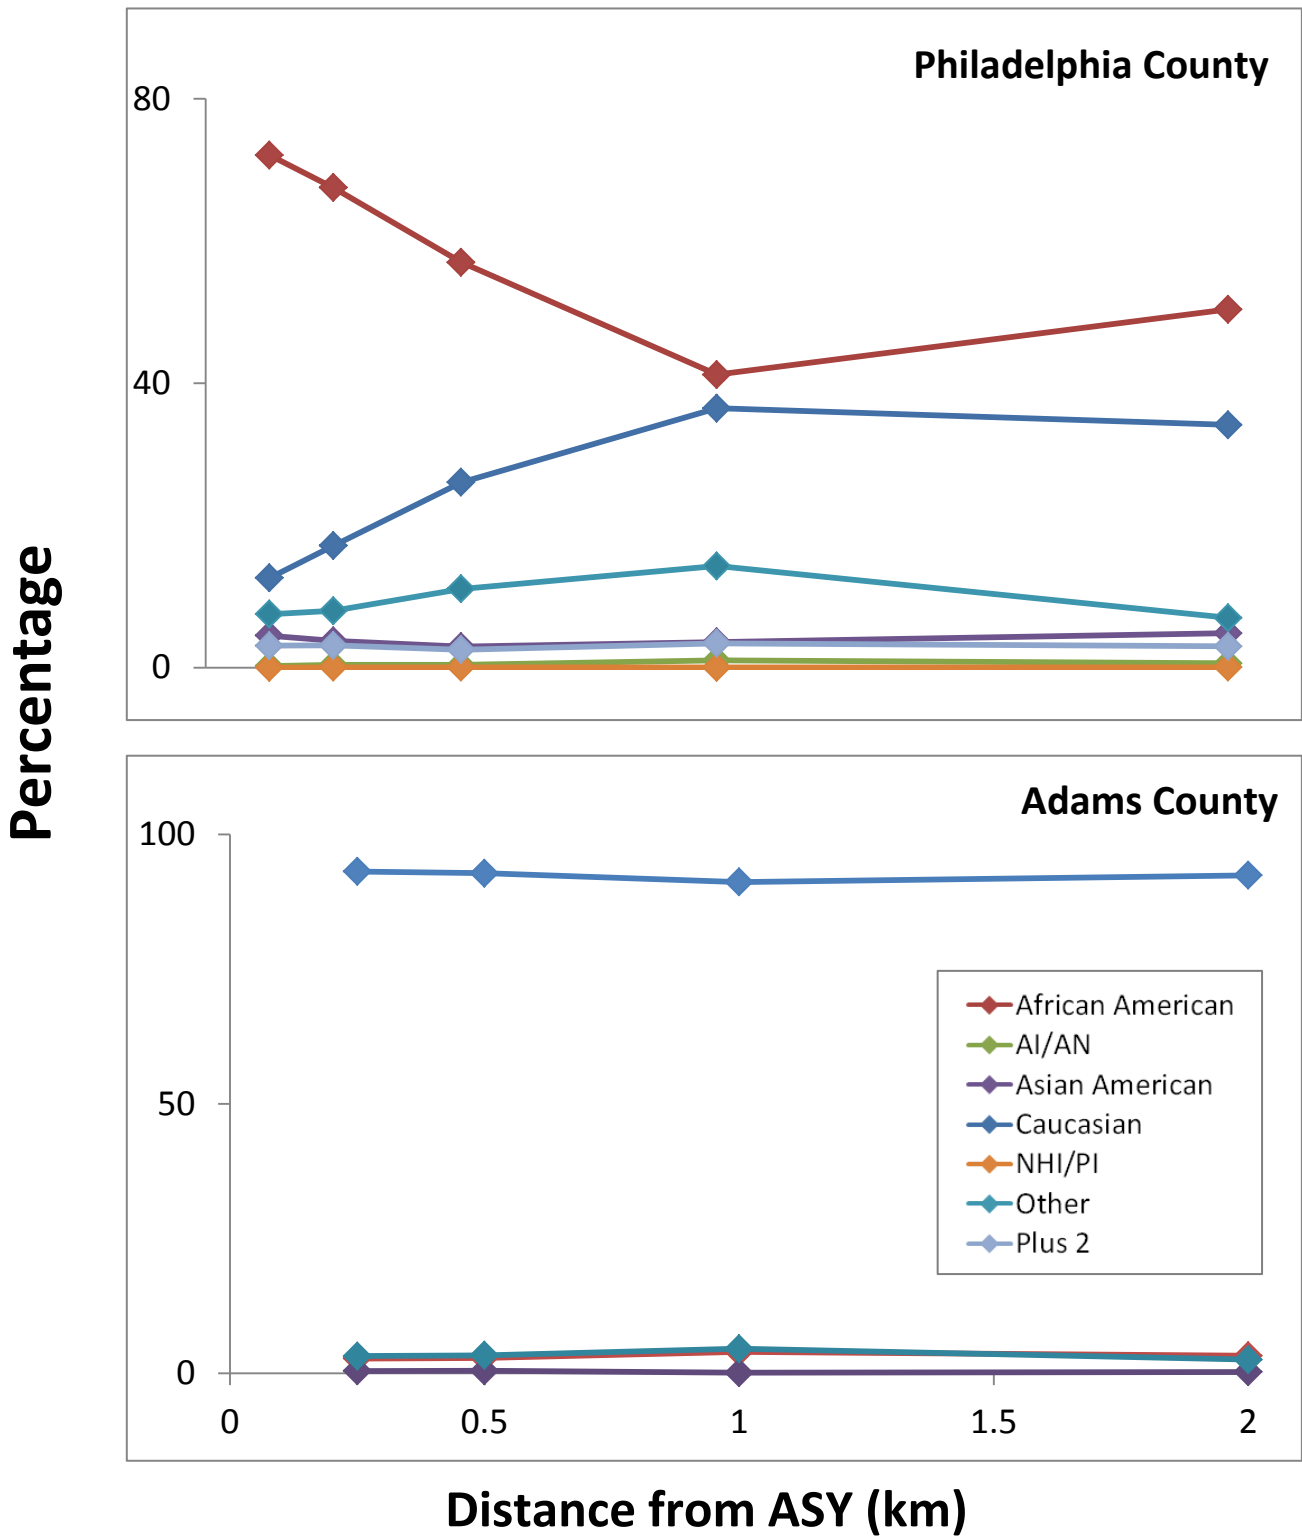 Philadelphia County
80
40
0
Percentage
Adams County
100
50
0
African American
AI/AN
Asian American
Caucasian
NHI/PI
Other
Plus 2
0 0.5 1 1.5 2
Distance from ASY (km)